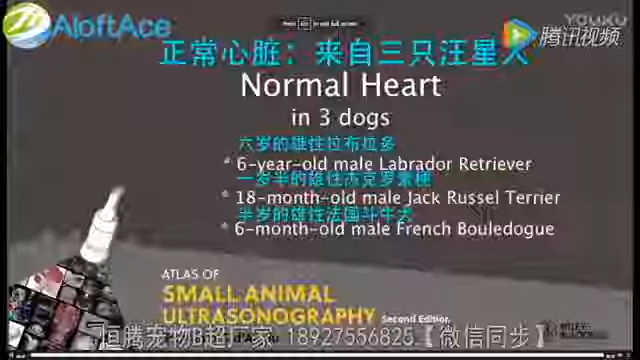 AloftAce
YOUKU
腾讯视频
正常心脏：来自三只汪星人
Normal Heart
in 3 dogs
六岁的雄性拉布拉多
* 6-year-old male Labrador Retriever
一岁半的雄性杰克罗素梗
* 18-month-old male Jack Russel Terrier
半岁的雄性法国斗牛犬
* 6-month-old male French Bouledogue
ATLAS OF
SMALL ANIMAL
ULTRASONOGRAPHY Second Edition
恒腾宠物B超厂家 18927556825【微信同步】